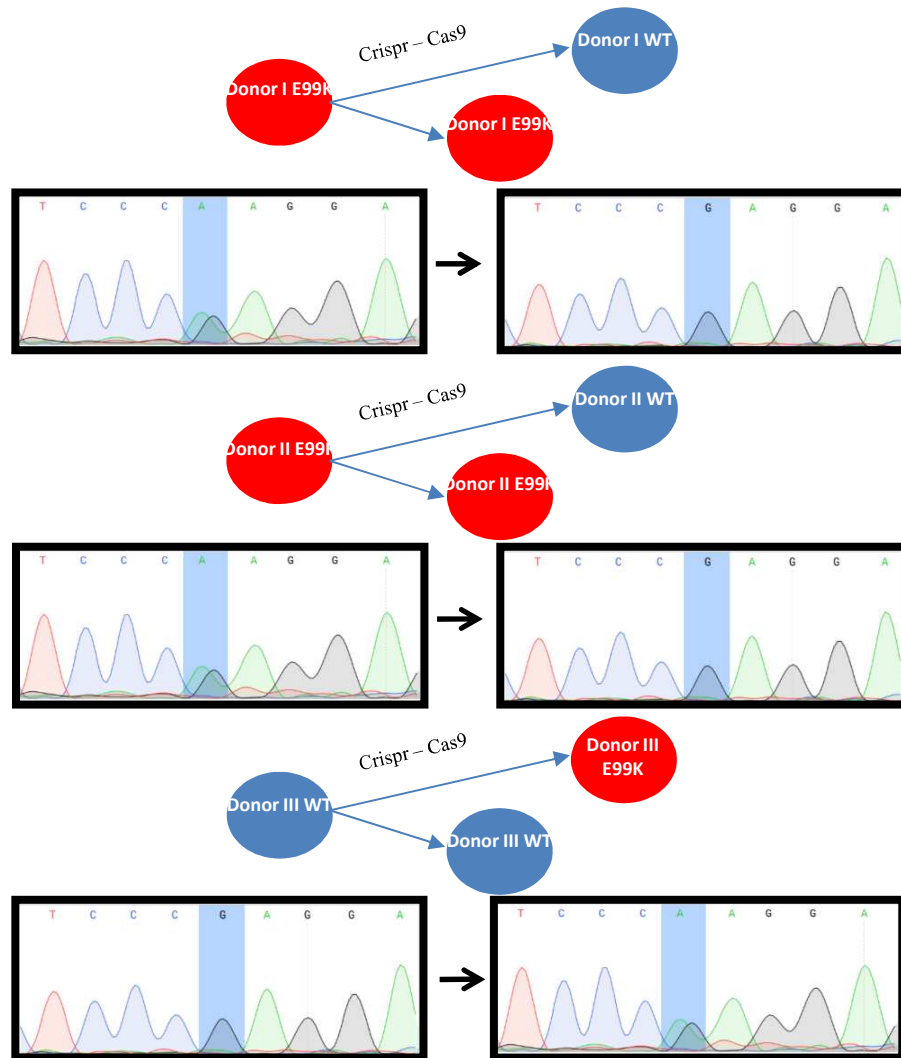 Crispr – Cas9
Donor I WT
Donor I E99K
Donor I E99K
T C C C A A G G A
T C C C G A G G A
Crispr – Cas9
Donor II WT
Donor II E99K
Donor II E99K
T C C C A A G G A
T C C C G A G G A
Crispr – Cas9
Donor III
E99K
Donor III WT
Donor III WT
T C C C G A G G A
T C C C A A G G A